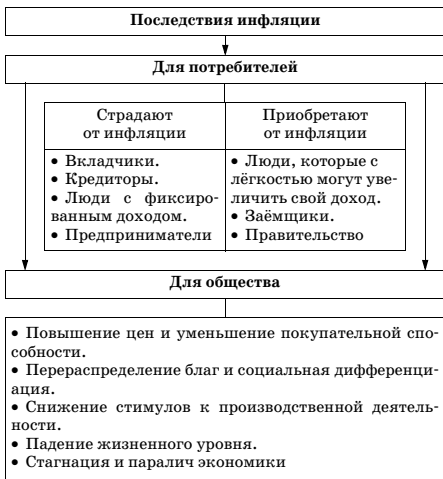 Последствия инфляции
Для потребителей
Страдают
от инфляции
• Вкладчики.
• Кредиторы.
• Люди с фиксиро-
ванным доходом.
• Предприниматели
Приобретают
от инфляции
• Люди, которые с
лёгкостью могут уве-
личить свой доход.
• Заёмщики.
• Правительство
Для общества
• Повышение цен и уменьшение покупательной спо-
собности.
• Перераспределение благ и социальная дифференци-
ация.
• Снижение стимулов к производственной деятель-
ности.
• Падение жизненного уровня.
• Стагнация и паралич экономики